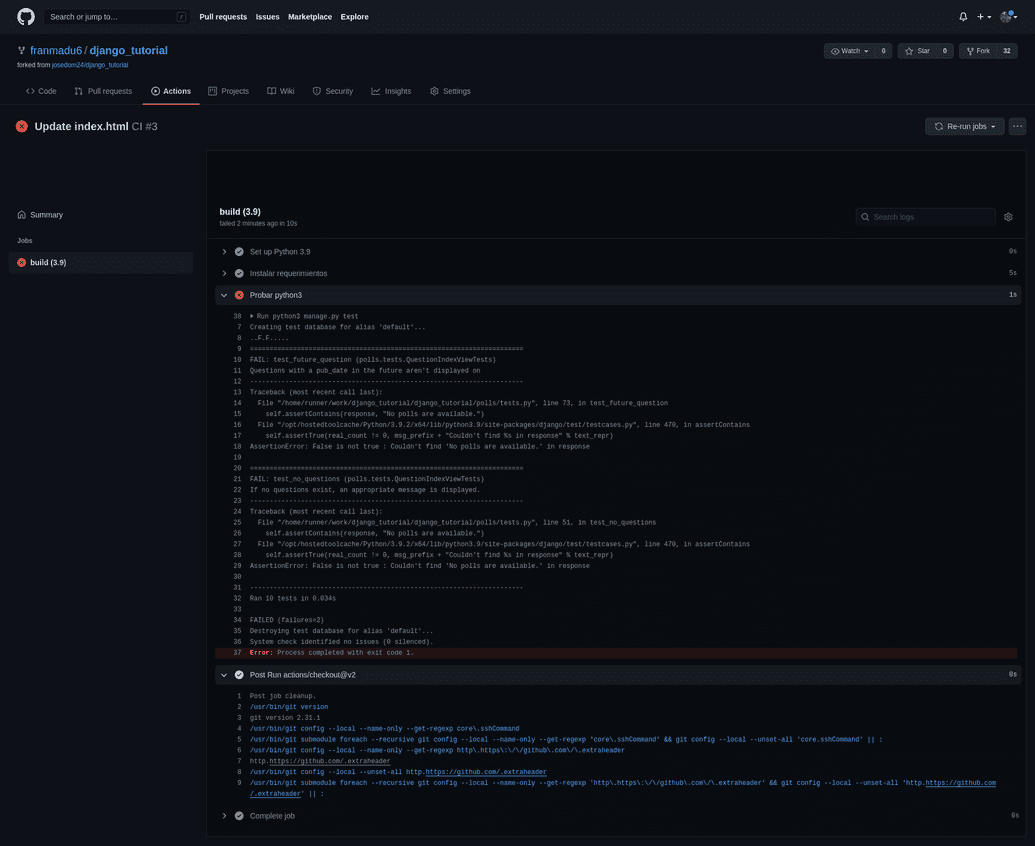 Search or jump to… /
Pull requests Issues Marketplace Explore
franmadu6 / django_tutorial
Watch 0 Star 0 Fork 32
forked from josedom24/django_tutorial
Code Pull requests Actions Projects Wiki Security Insights Settings
Update index.html CI #3
Re-run jobs ...
Summary
Jobs
build (3.9)
build (3.9)
failed 2 minutes ago in 10s
Search logs
Set up Python 3.9 0s
Instalar requerimientos 5s
Probar python3 1s
38 Run python3 manage.py test
7 Creating test database for alias 'default'...
8 ..F.F.....
9 ======================================================================
10 FAIL: test_future_question (polls.tests.QuestionIndexViewTests)
11 Questions with a pub_date in the future aren't displayed on
12 ----------------------------------------------------------------------
13 Traceback (most recent call last):
14 File "/home/runner/work/django_tutorial/django_tutorial/polls/tests.py", line 73, in test_future_question
15 self.assertContains(response, "No polls are available.")
16 File "/opt/hostedtoolcache/Python/3.9.2/x64/lib/python3.9/site-packages/django/test/testcases.py", line 470, in assertContains
17 self.assertTrue(real_count != 0, msg_prefix + "Couldn't find %s in response" % text_repr)
18 AssertionError: False is not true : Couldn't find 'No polls are available.' in response
19
20 ======================================================================
21 FAIL: test_no_questions (polls.tests.QuestionIndexViewTests)
22 If no questions exist, an appropriate message is displayed.
23 ----------------------------------------------------------------------
24 Traceback (most recent call last):
25 File "/home/runner/work/django_tutorial/django_tutorial/polls/tests.py", line 51, in test_no_questions
26 self.assertContains(response, "No polls are available.")
27 File "/opt/hostedtoolcache/Python/3.9.2/x64/lib/python3.9/site-packages/django/test/testcases.py", line 470, in assertContains
28 self.assertTrue(real_count != 0, msg_prefix + "Couldn't find %s in response" % text_repr)
29 AssertionError: False is not true : Couldn't find 'No polls are available.' in response
30
31 ----------------------------------------------------------------------
32 Ran 10 tests in 0.034s
33
34 FAILED (failures=2)
35 Destroying test database for alias 'default'...
36 System check identified no issues (0 silenced).
37 Error: Process completed with exit code 1.
Post Run actions/checkout@v2 0s
1 Post job cleanup.
2 /usr/bin/git version
3 git version 2.31.1
4 /usr/bin/git config --local --name-only --get-regexp core\.sshCommand
5 /usr/bin/git submodule foreach --recursive git config --local --name-only --get-regexp 'core\.sshCommand' && git config --local --unset-all 'core.sshCommand' || :
6 /usr/bin/git config --local --name-only --get-regexp http\.https\:\/\/github\.com\/\.extraheader
7 http.https://github.com/.extraheader
8 /usr/bin/git config --local --unset-all http.https://github.com/.extraheader
9 /usr/bin/git submodule foreach --recursive git config --local --name-only --get-regexp 'http\.https\:\/\/github\.com\/\.extraheader' && git config --local --unset-all 'http.https://github.com
/.extraheader' || :
Complete job 0s